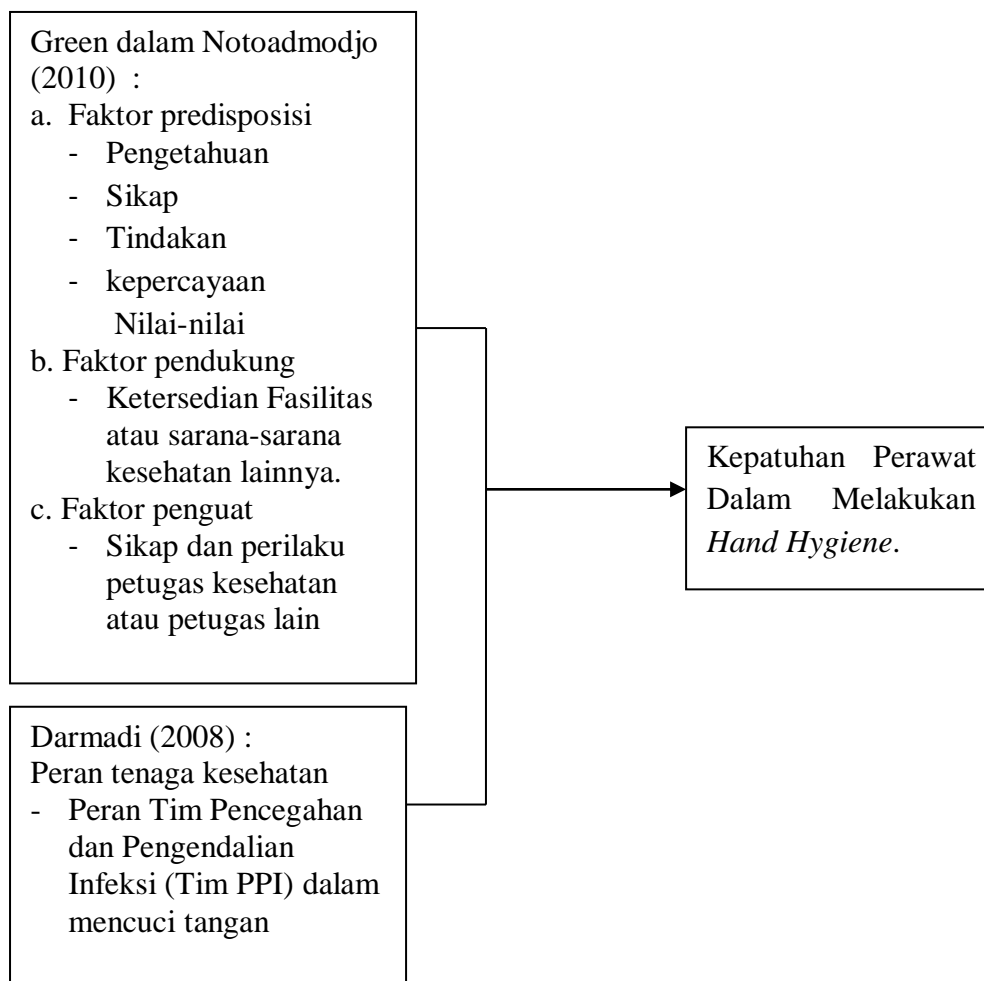 Green dalam Notoadmodjo
(2010)  :
a.  Faktor predisposisi
-   Pengetahuan
-   Sikap
-   Tindakan
-   kepercayaan
Nilai-nilai
b. Faktor pendukung
-   Ketersedian Fasilitas
atau sarana-sarana
kesehatan lainnya.
c. Faktor penguat
-   Sikap dan perilaku
petugas kesehatan
atau petugas lain
Kepatuhan Perawat
Dalam Melakukan
Hand Hygiene.
Darmadi (2008) :
Peran tenaga kesehatan
-   Peran Tim Pencegahan
dan Pengendalian
Infeksi (Tim PPI) dalam
mencuci tangan